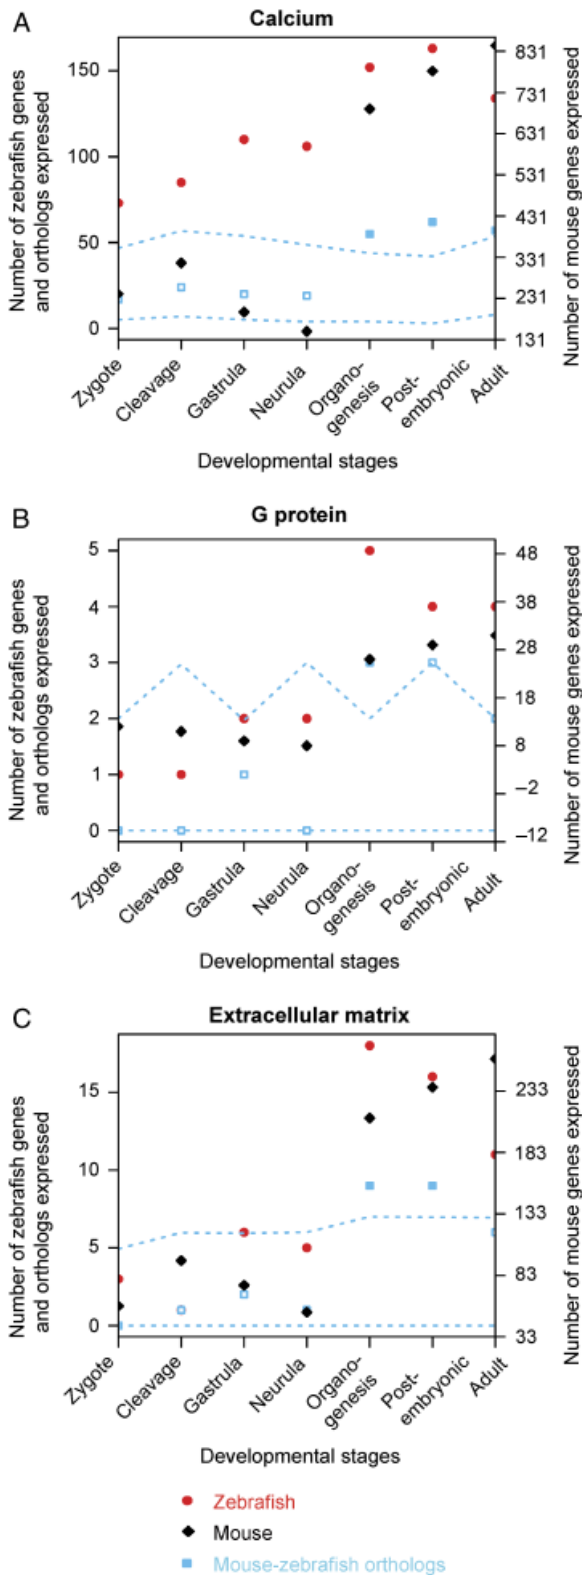 A
Calcium
Number of zebrafish genes
and orthologs expressed
150
100
50
0
831
731
631
531
431
331
231
131
Number of mouse genes expressed
Zygote
Cleavage
Gastrula
Neurula
Organo-
genesis
Post-
embryonic
Adult
Developmental stages
B
G protein
Number of zebrafish genes
and orthologs expressed
5
4
3
2
1
0
48
38
28
18
8
–2
–12
Number of mouse genes expressed
Zygote
Cleavage
Gastrula
Neurula
Organo-
genesis
Post-
embryonic
Adult
Developmental stages
C
Extracellular matrix
Number of zebrafish genes
and orthologs expressed
15
10
5
0
233
183
133
83
33
Number of mouse genes expressed
Zygote
Cleavage
Gastrula
Neurula
Organo-
genesis
Post-
embryonic
Adult
Developmental stages
Zebrafish
Mouse
Mouse-zebrafish orthologs